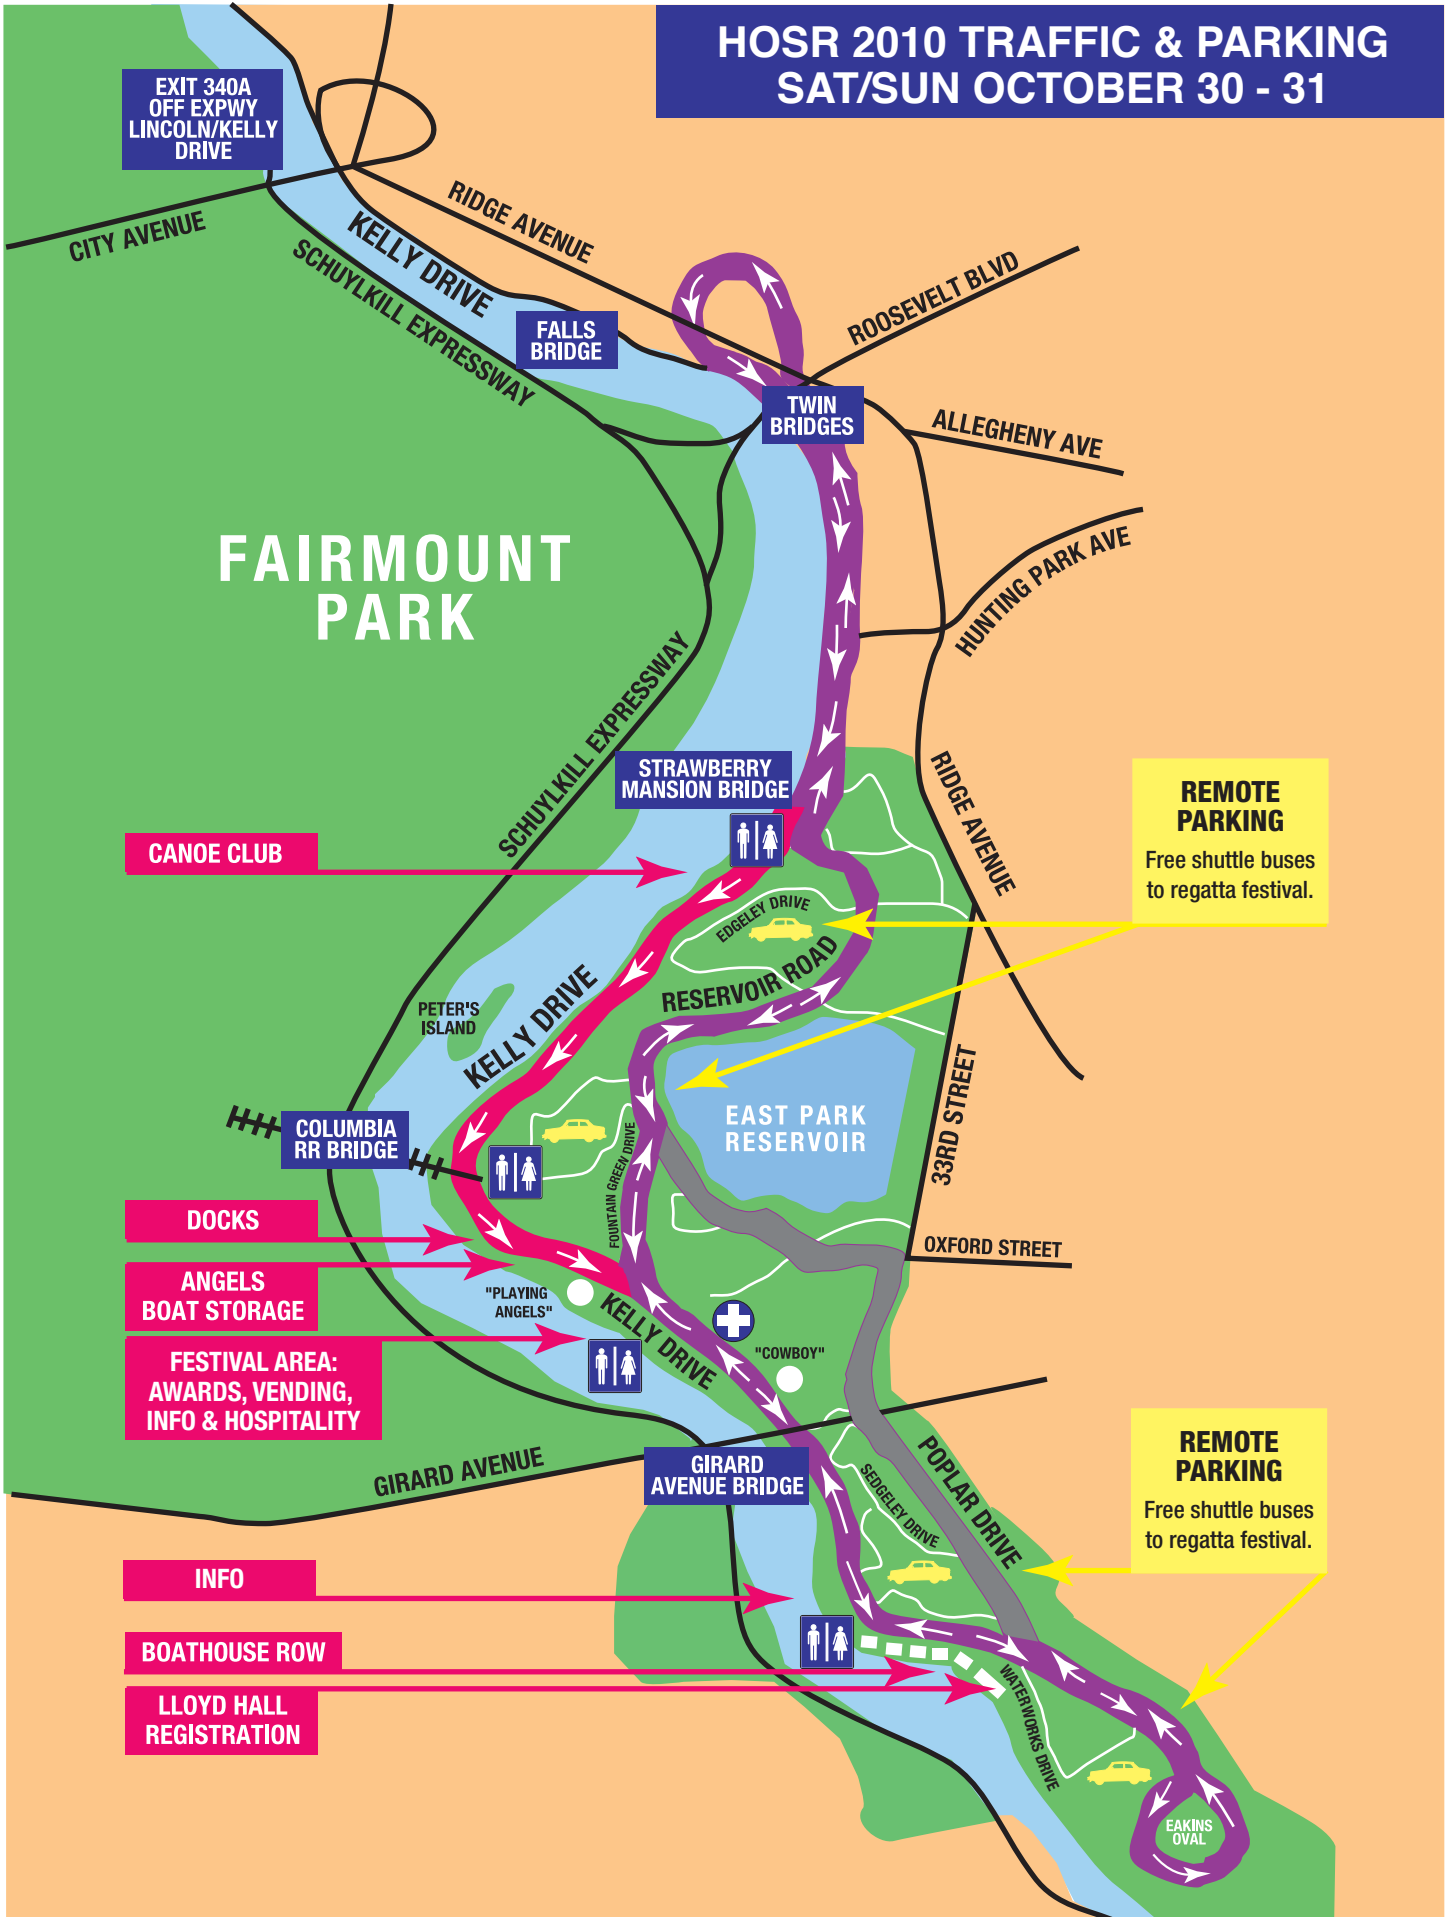 HOSR 2010 TRAFFIC & PARKING
SAT/SUN OCTOBER 30 - 31
EXIT 340A
OFF EXPWY
LINCOLN/KELLY
DRIVE
CITY AVENUE
RIDGE AVENUE
KELLY DRIVE
SCHUYLKILL EXPRESSWAY
FALLS
BRIDGE
ROOSEVELT BLVD
TWIN
BRIDGES
ALLEGHENY AVE
HUNTING PARK AVE
FAIRMOUNT
PARK
SCHUYLKILL EXPRESSWAY
STRAWBERRY
MANSION BRIDGE
RIDGE AVENUE
REMOTE
PARKING
Free shuttle buses
to regatta festival.
CANOE CLUB
EDGELEY DRIVE
RESERVOIR ROAD
KELLY DRIVE
PETER'S
ISLAND
33RD STREET
EAST PARK
RESERVOIR
COLUMBIA
RR BRIDGE
FOUNTAIN GREEN DRIVE
DOCKS
OXFORD STREET
ANGELS
BOAT STORAGE
"PLAYING
ANGELS"
KELLY DRIVE
"COWBOY"
FESTIVAL AREA:
AWARDS, VENDING,
INFO & HOSPITALITY
GIRARD AVENUE
GIRARD
AVENUE BRIDGE
SEDGELEY DRIVE
POPLAR DRIVE
REMOTE
PARKING
Free shuttle buses
to regatta festival.
INFO
BOATHOUSE ROW
LLOYD HALL
REGISTRATION
WATERWORKS DRIVE
EAKINS
OVAL